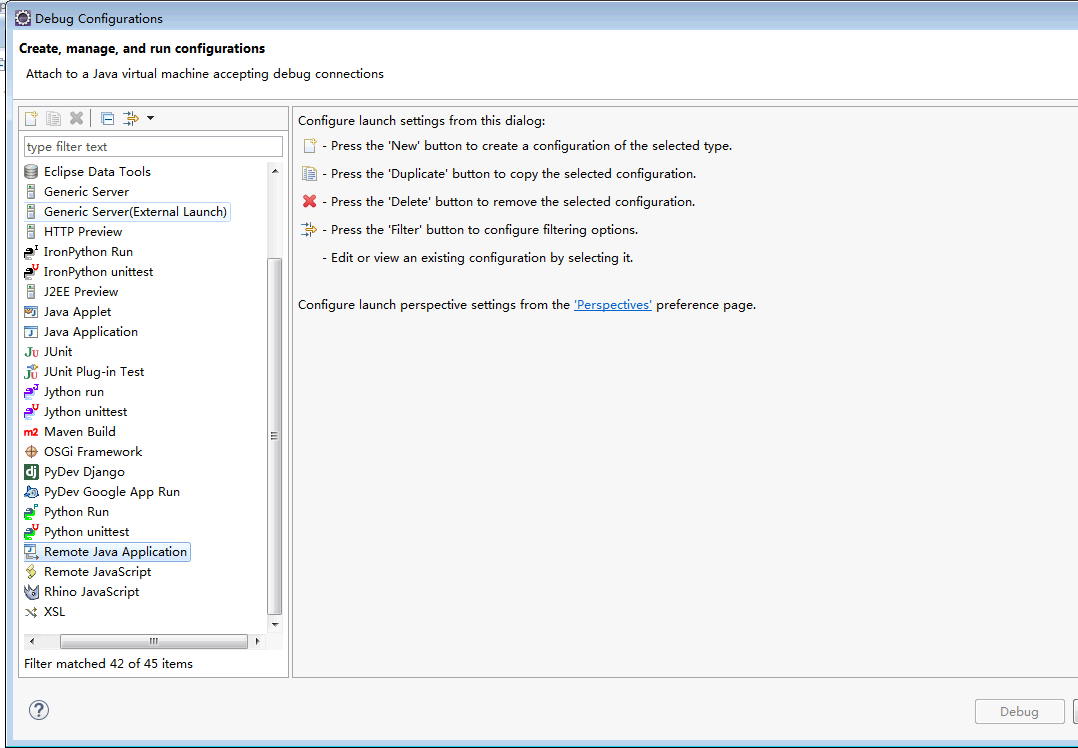 Debug Configurations
Create, manage, and run configurations
Attach to a Java virtual machine accepting debug connections
type filter text
Eclipse Data Tools
Generic Server
Generic Server(External Launch)
HTTP Preview
IronPython Run
IronPython unittest
J2EE Preview
Java Applet
Java Application
JUnit
JUnit Plug-in Test
Jython run
Jython unittest
Maven Build
OSGi Framework
PyDev Django
PyDev Google App Run
Python Run
Python unittest
Remote Java Application
Remote JavaScript
Rhino JavaScript
XSL
Filter matched 42 of 45 items
Configure launch settings from this dialog:
- Press the 'New' button to create a configuration of the selected type.
- Press the 'Duplicate' button to copy the selected configuration.
- Press the 'Delete' button to remove the selected configuration.
- Press the 'Filter' button to configure filtering options.
- Edit or view an existing configuration by selecting it.
Configure launch perspective settings from the 'Perspectives' preference page.
Debug